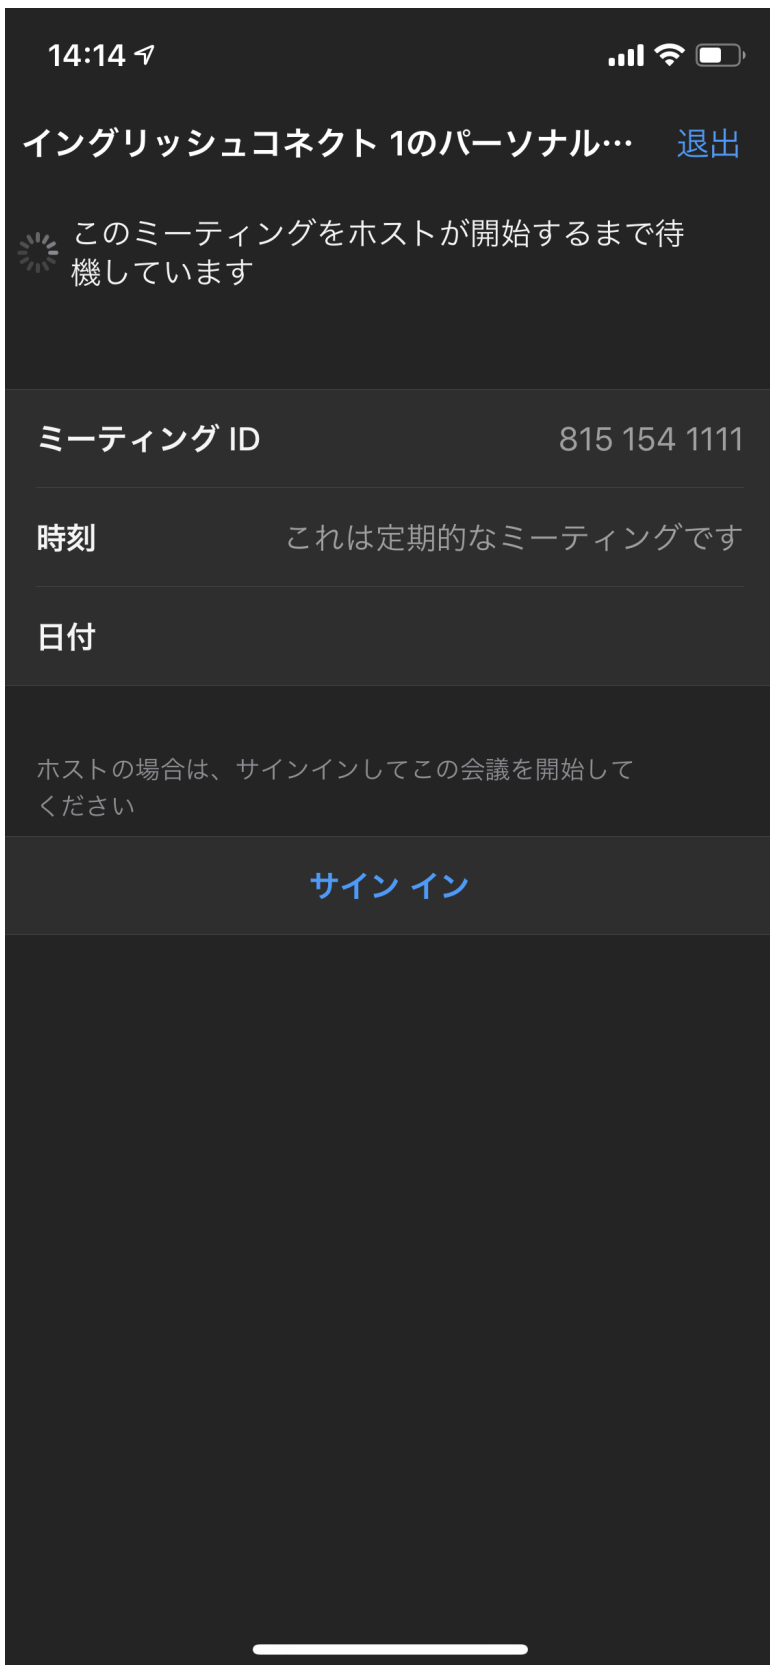 14:14
イングリッシュコネクト 1のパーソナル… 退出
このミーティングをホストが開始するまで待
機しています
ミーティング ID 815 154 1111
時刻 これは定期的なミーティングです
日付
ホストの場合は、サインインしてこの会議を開始して
ください
サイン イン